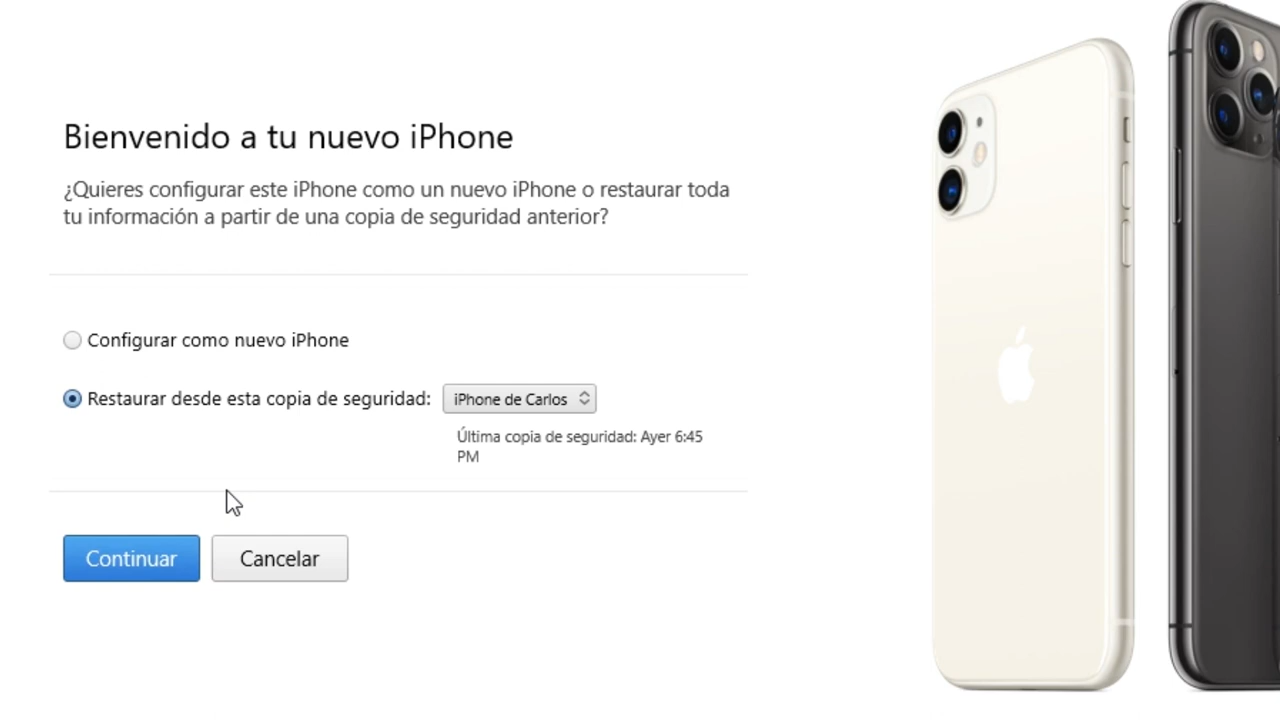 Bienvenido a tu nuevo iPhone
¿Quieres configurar este iPhone como un nuevo iPhone o restaurar toda
tu información a partir de una copia de seguridad anterior?
Configurar como nuevo iPhone
Restaurar desde esta copia de seguridad: iPhone de Carlos
Última copia de seguridad: Ayer 6:45
PM
Continuar Cancelar